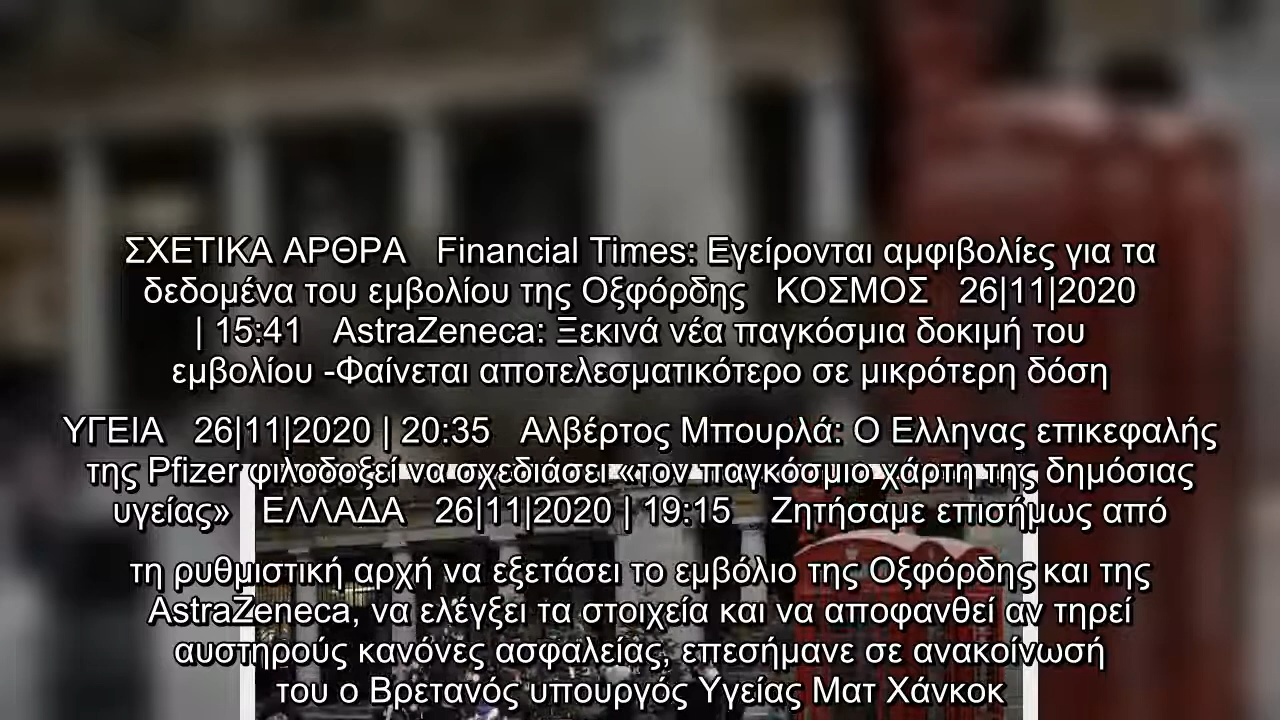 ΣΧΕΤΙΚΑ ΑΡΘΡΑ Financial Times: Εγείρονται αμφιβολίες για τα
δεδομένα του εμβολίου της Οξφόρδης ΚΟΣΜΟΣ 26|11|2020
| 15:41 AstraZeneca: Ξεκινά νέα παγκόσμια δοκιμή του
εμβολίου -Φαίνεται αποτελεσματικότερο σε μικρότερη δόση
ΥΓΕΙΑ 26|11|2020 | 20:35 Αλβέρτος Μπουρλά: Ο Ελληνας επικεφαλής
της Pfizer φιλοδοξεί να σχεδιάσει «τον παγκόσμιο χάρτη της δημόσιας
υγείας» ΕΛΛΑΔΑ 26|11|2020 | 19:15 Ζητήσαμε επισήμως από
τη ρυθμιστική αρχή να εξετάσει το εμβόλιο της Οξφόρδης και της
AstraZeneca, να ελέγξει τα στοιχεία και να αποφανθεί αν τηρεί
αυστηρούς κανόνες ασφαλείας, επεσήμανε σε ανακοίνωσή
του ο Βρετανός υπουργός Υγείας Ματ Χάνκοκ